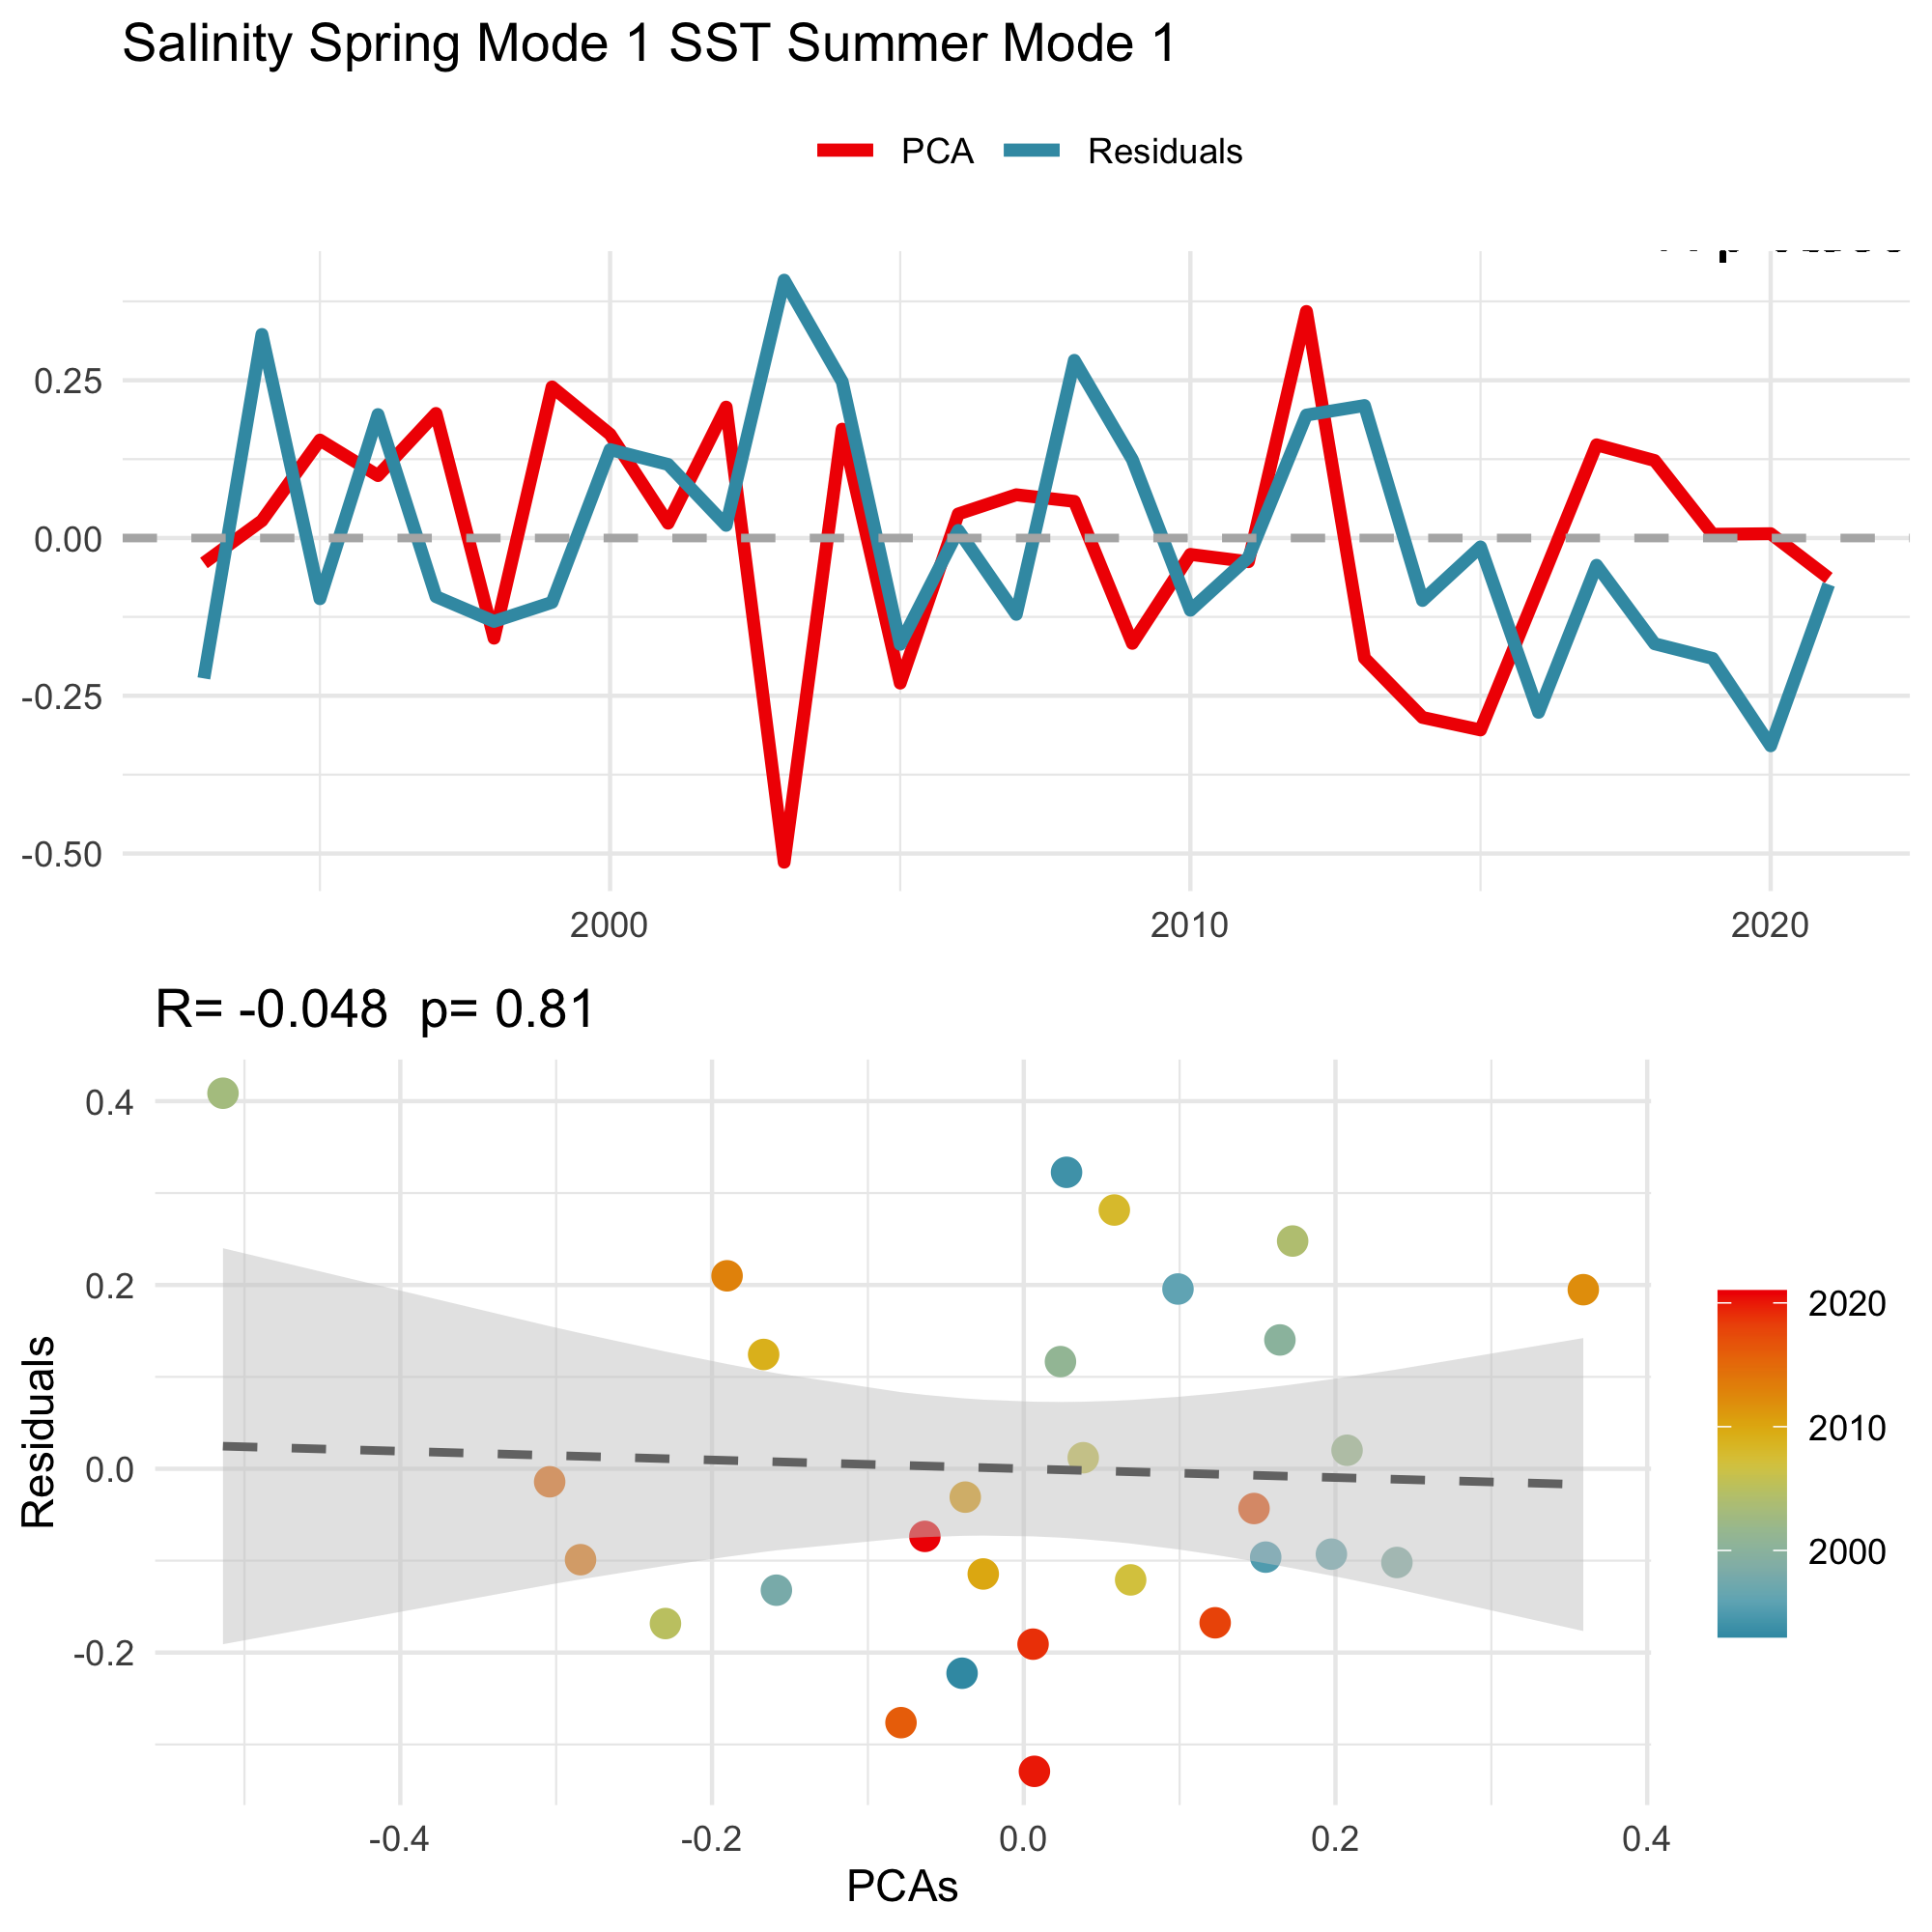 Salinity Spring Mode 1 SST Summer Mode 1
PCA Residuals
0.25
0.00
-0.25
-0.50
2000 2010 2020
R= -0.048 p= 0.81
0.4
0.2
0.0
-0.2
Residuals
-0.4 -0.2 0.0 0.2 0.4
PCAs
2020
2010
2000